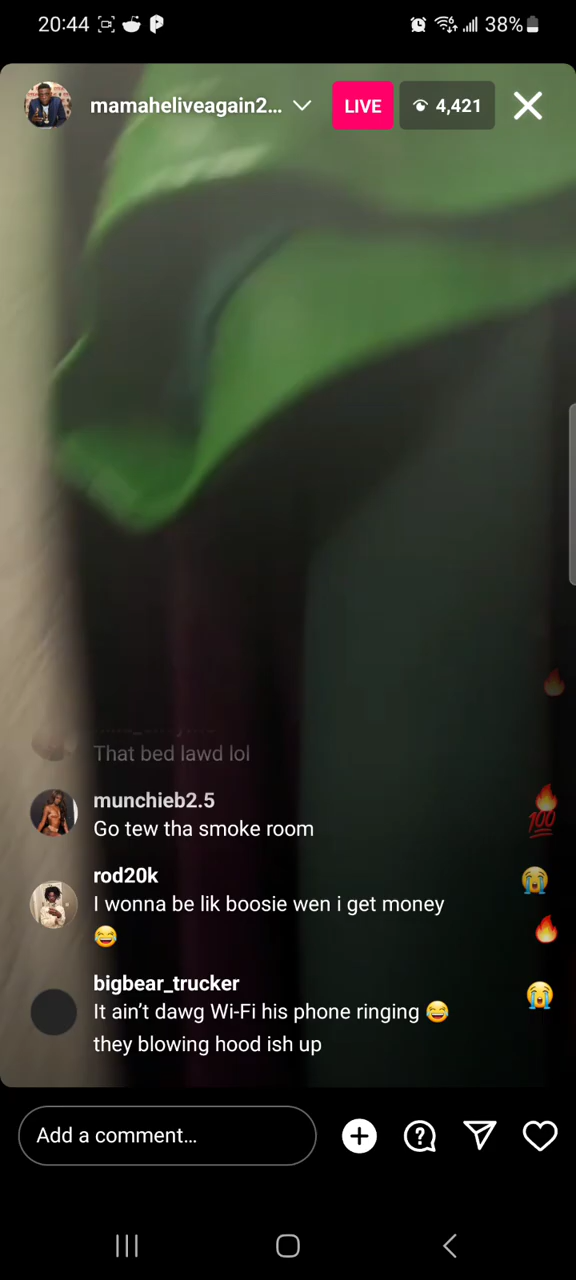 20:44
38%
mamaheliveagain2...
LIVE
4,421
That bed lawd lol
munchieb2.5
Go tew tha smoke room
💯
rod20k
I wonna be lik boosie wen i get money
😂
bigbear_trucker
It ain't dawg Wi-Fi his phone ringing 😂
they blowing hood ish up
Add a comment...